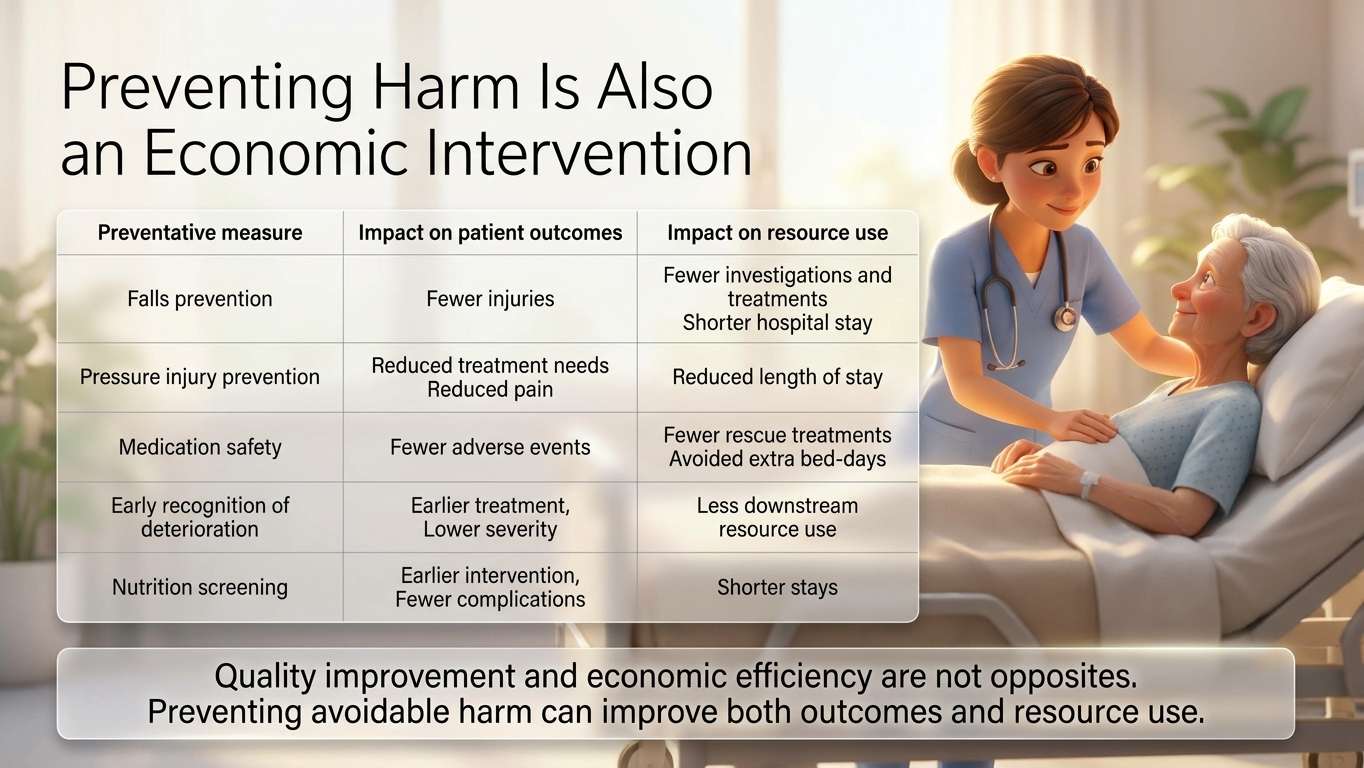 Preventing Harm Is Also
an Economic Intervention
Preventative measure
Impact on patient outcomes
Impact on resource use
Falls prevention
Fewer injuries
Fewer investigations and
treatments
Shorter hospital stay
Pressure injury prevention
Reduced treatment needs
Reduced pain
Reduced length of stay
Medication safety
Fewer adverse events
Fewer rescue treatments
Avoided extra bed-days
Early recognition of
deterioration
Earlier treatment,
Lower severity
Less downstream
resource use
Nutrition screening
Earlier intervention,
Fewer complications
Shorter stays
Quality improvement and economic efficiency are not opposites.
Preventing avoidable harm can improve both outcomes and resource use.